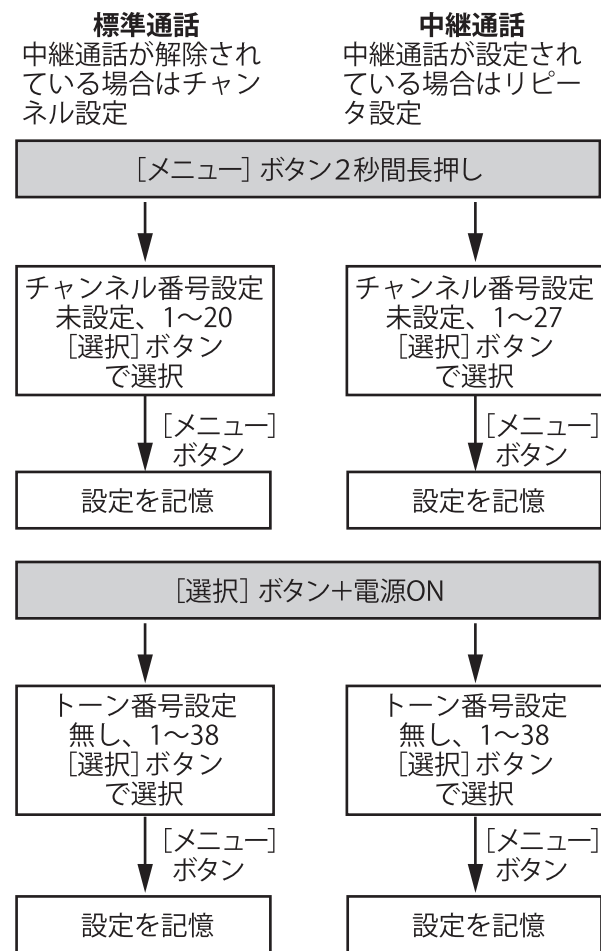 標準通話
中継通話が解除され
ている場合はチャン
ネル設定
中継通話
中継通話が設定され
ている場合はリピー
タ設定
［メニュー］ボタン２秒間長押し
チャンネル番号設定
未設定、1〜20
［選択］ボタン
で選択
チャンネル番号設定
未設定、1〜27
［選択］ボタン
で選択
［メニュー］
ボタン
［メニュー］
ボタン
設定を記憶
設定を記憶
［選択］ボタン＋電源ON
トーン番号設定
無し、1〜38
［選択］ボタン
で選択
トーン番号設定
無し、1〜38
［選択］ボタン
で選択
［メニュー］
ボタン
［メニュー］
ボタン
設定を記憶
設定を記憶